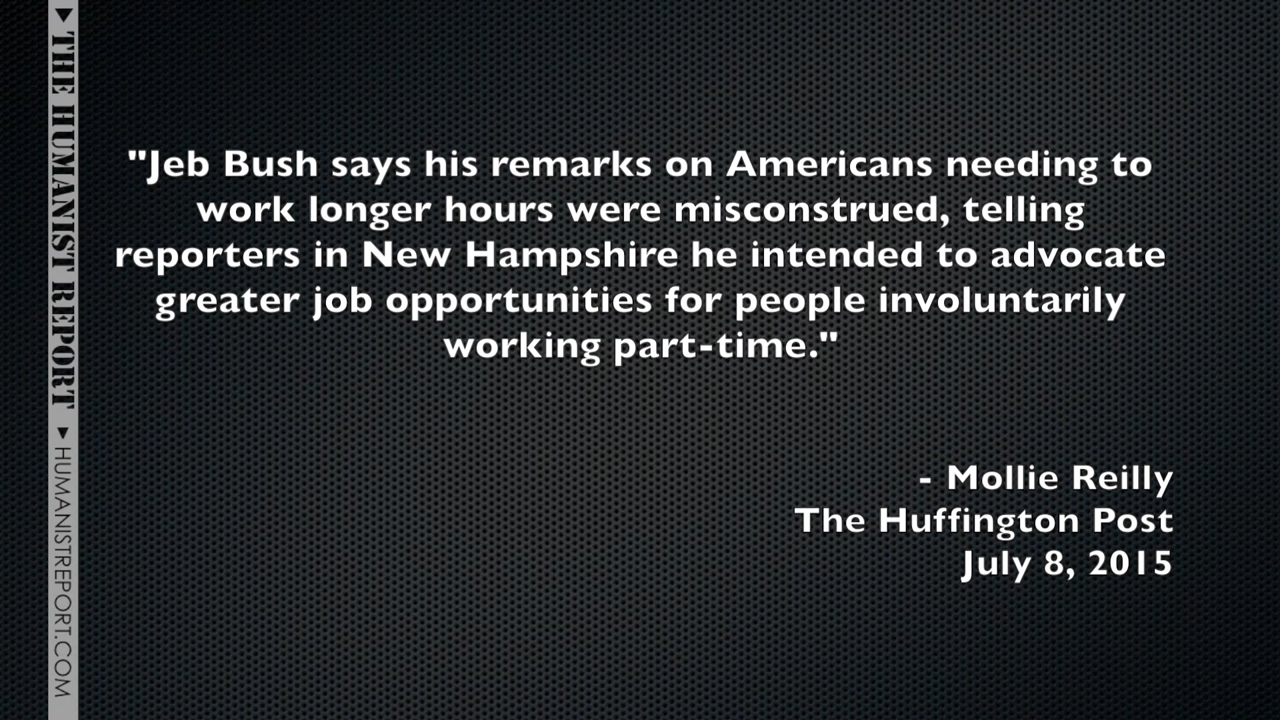 THE HUMANIST REPORT
HUMANISTREPORT.COM
"Jeb Bush says his remarks on Americans needing to
work longer hours were misconstrued, telling
reporters in New Hampshire he intended to advocate
greater job opportunities for people involuntarily
working part-time."
- Mollie Reilly
The Huffington Post
July 8, 2015